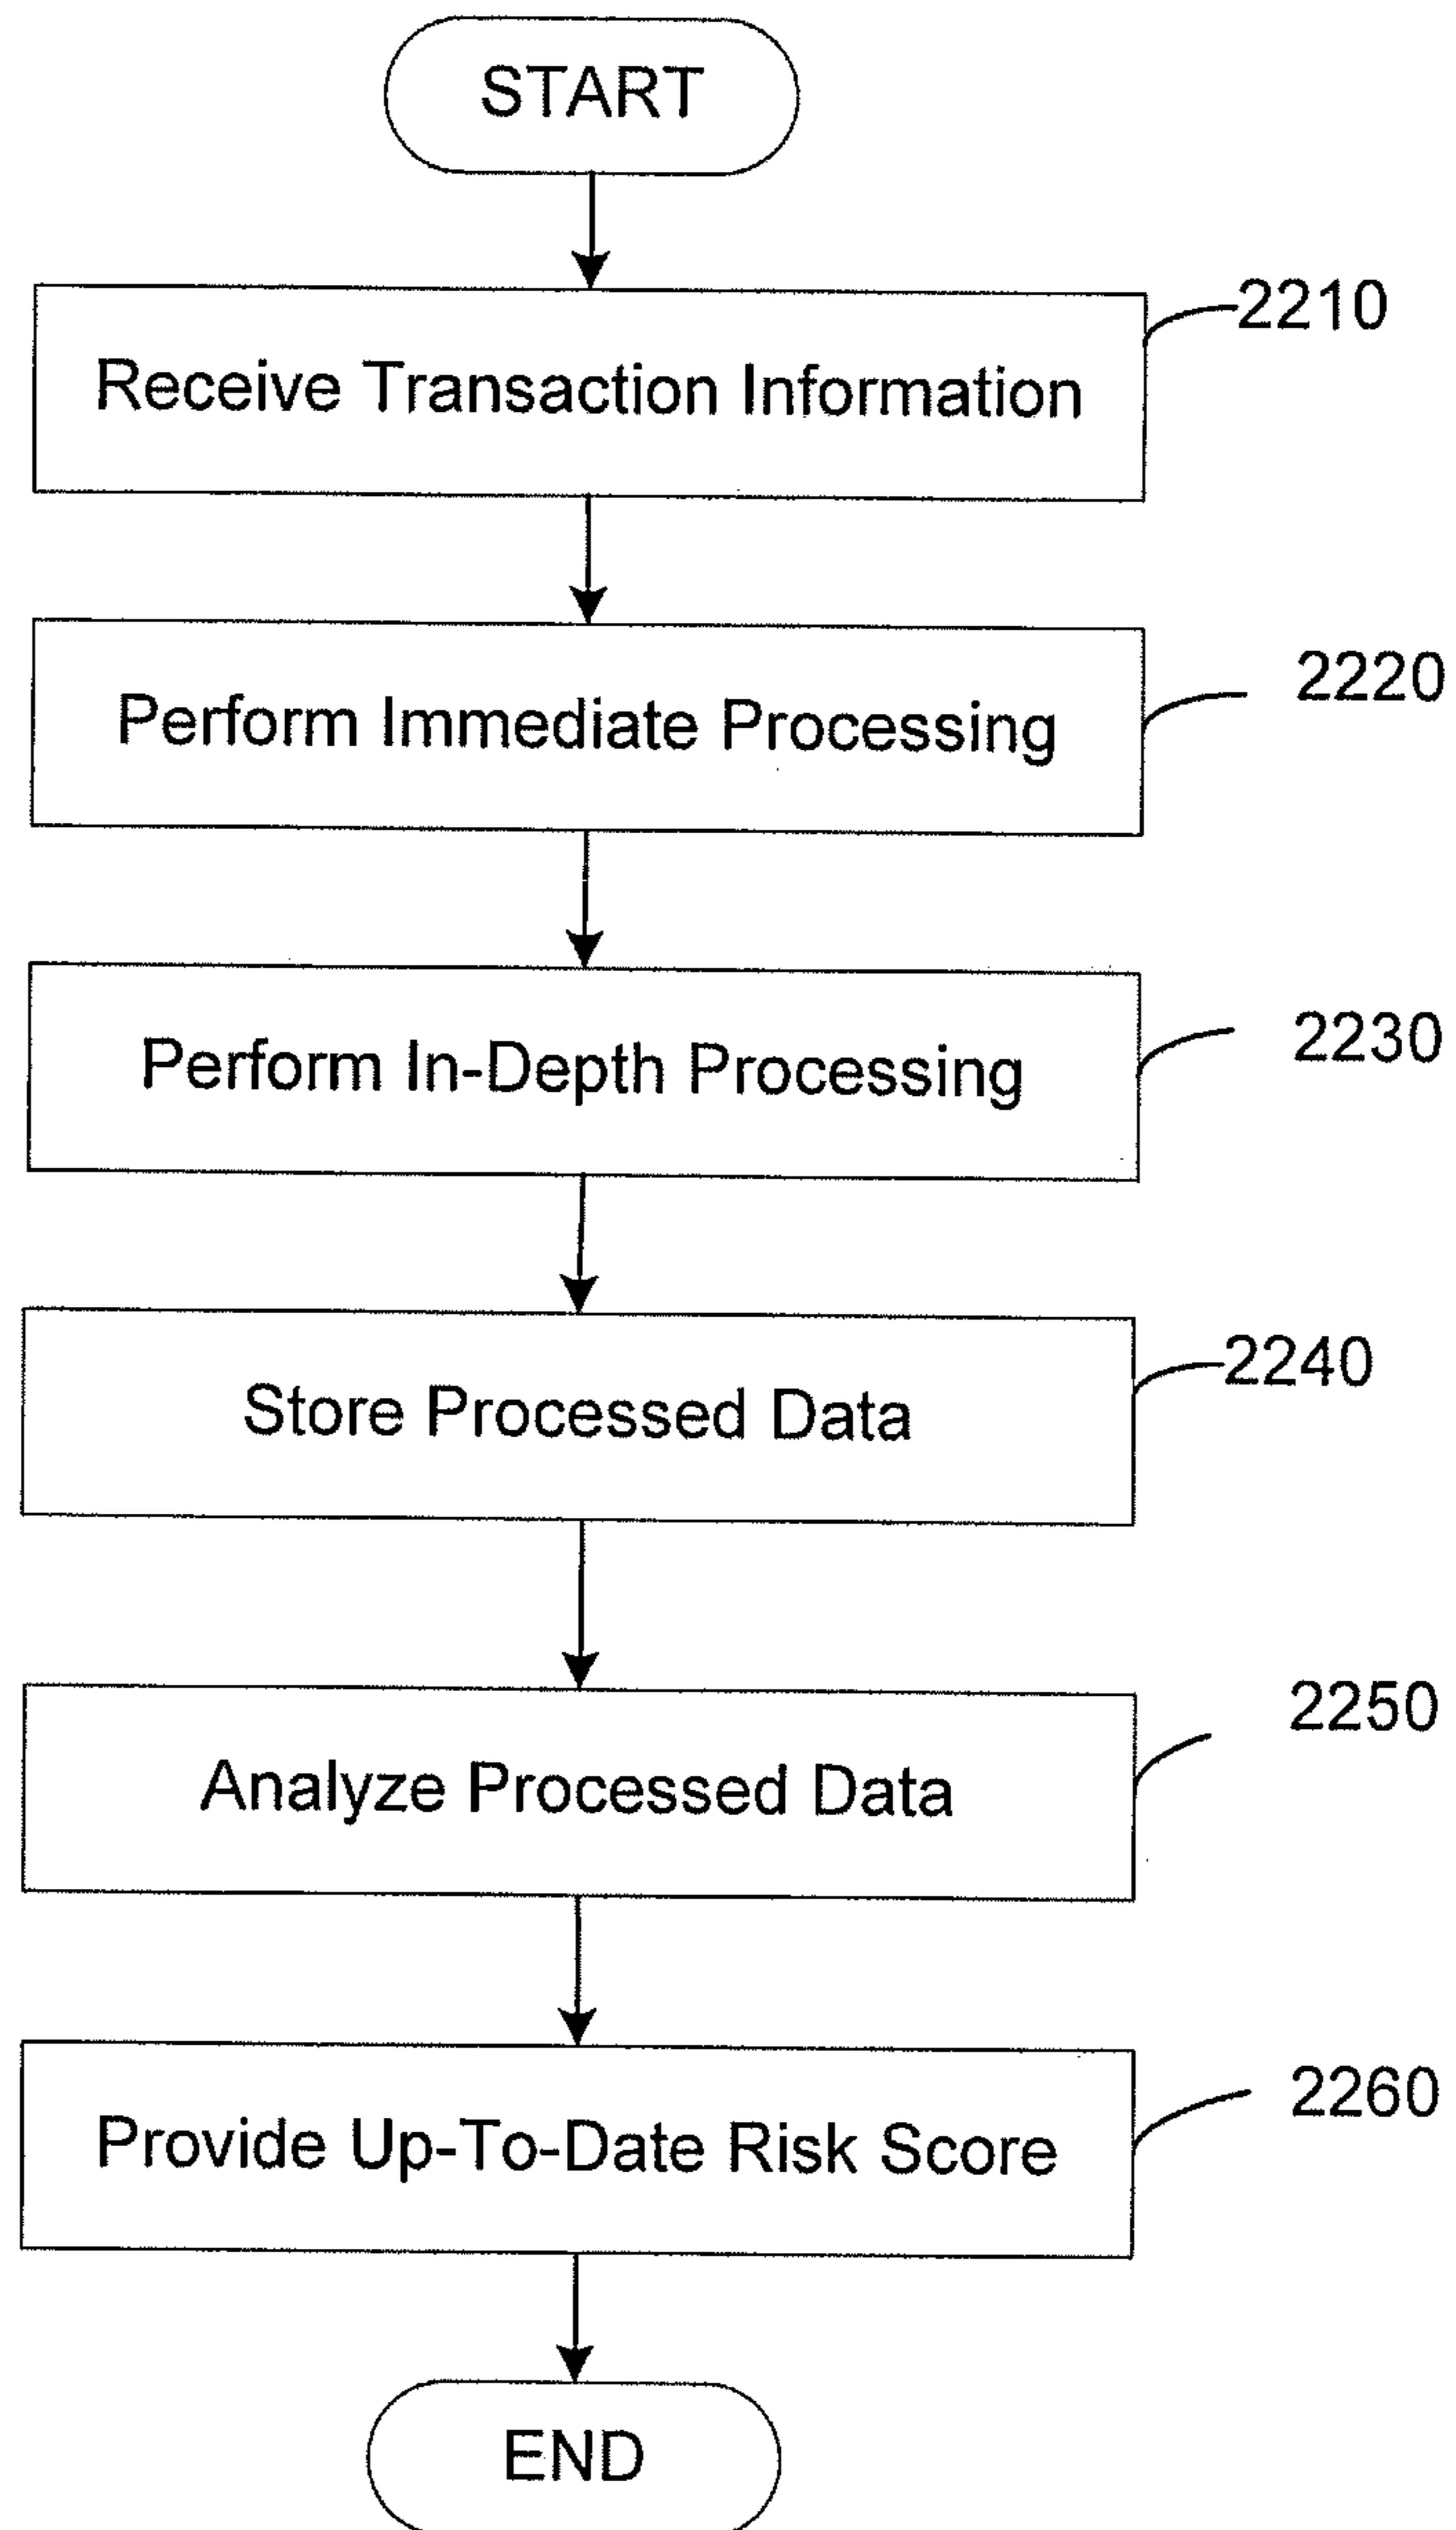 START
Receive Transaction Information
2210
Perform Immediate Processing
2220
Perform In-Depth Processing
2230
Store Processed Data
2240
Analyze Processed Data
2250
Provide Up-To-Date Risk Score
2260
END